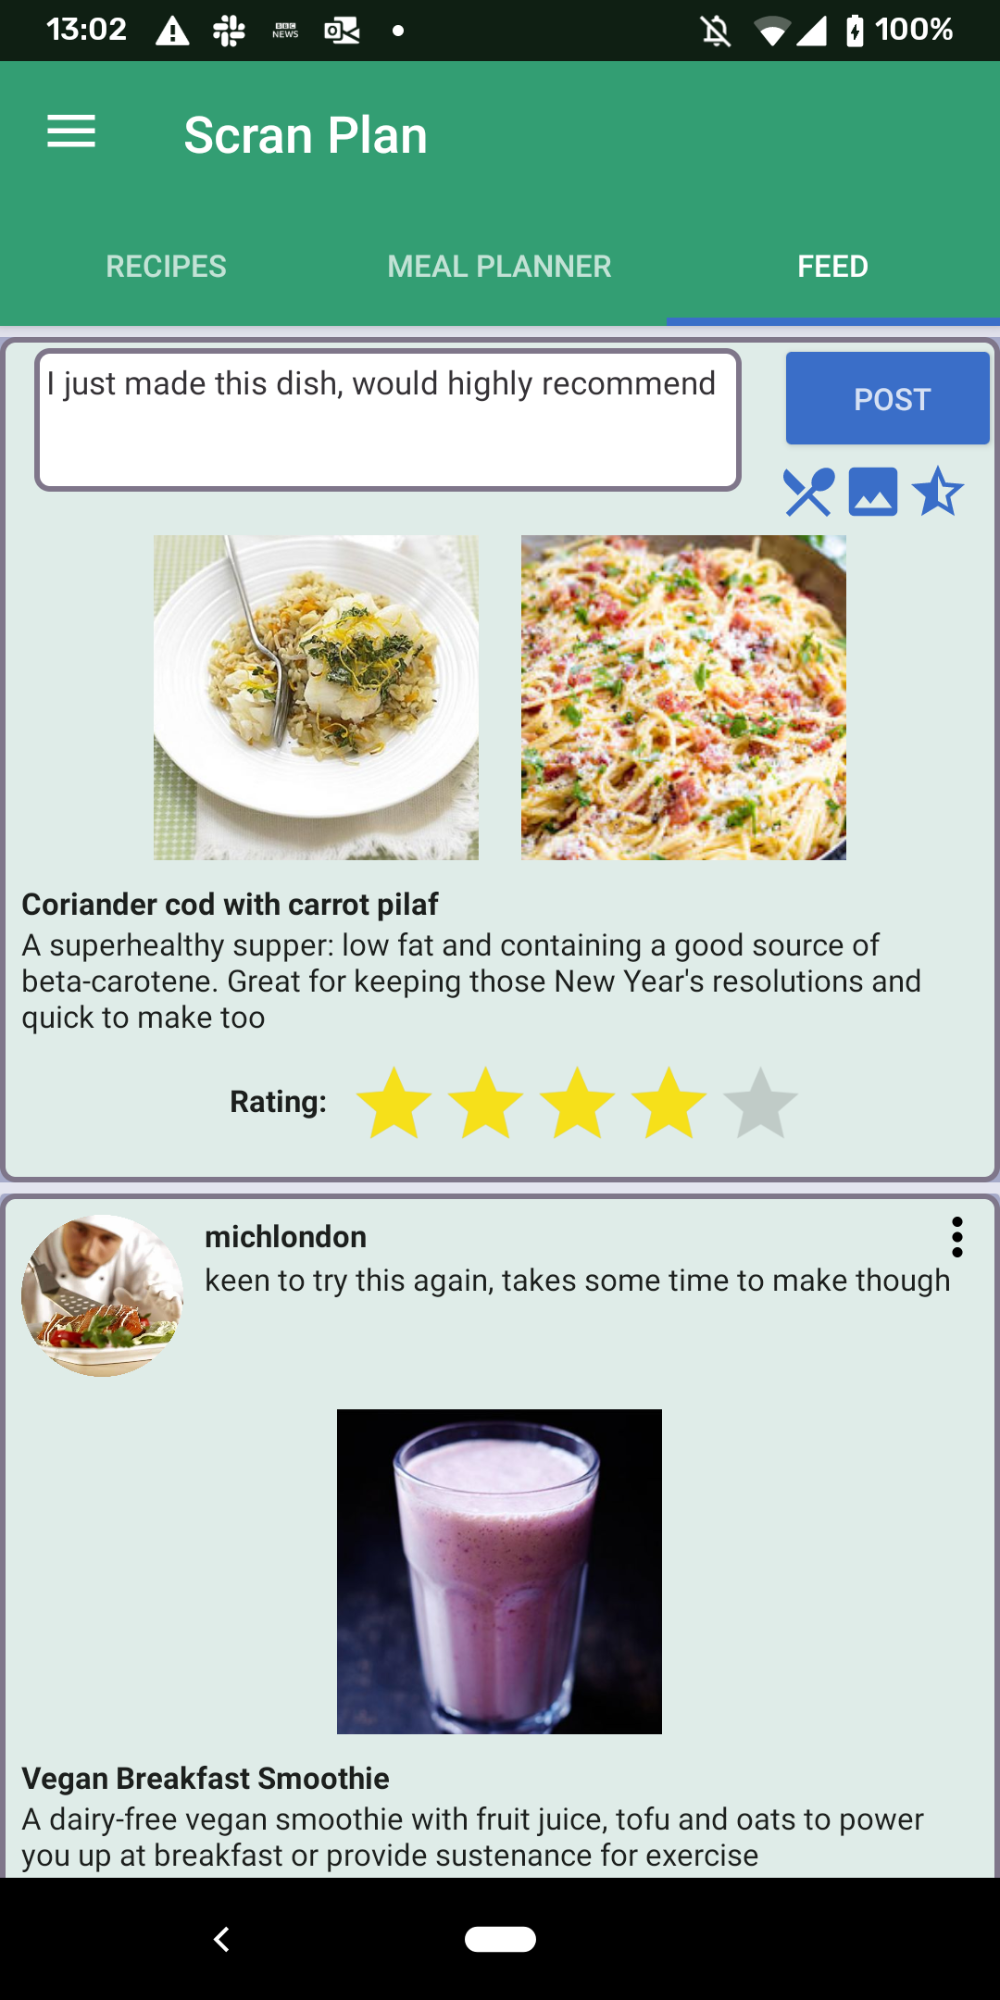 13:02
BBC
NEWS
100%
Scran Plan
RECIPES
MEAL PLANNER
FEED
I just made this dish, would highly recommend
POST
Coriander cod with carrot pilaf
A superhealthy supper: low fat and containing a good source of
beta-carotene. Great for keeping those New Year's resolutions and
quick to make too
Rating:
michlondon
keen to try this again, takes some time to make though
Vegan Breakfast Smoothie
A dairy-free vegan smoothie with fruit juice, tofu and oats to power
you up at breakfast or provide sustenance for exercise